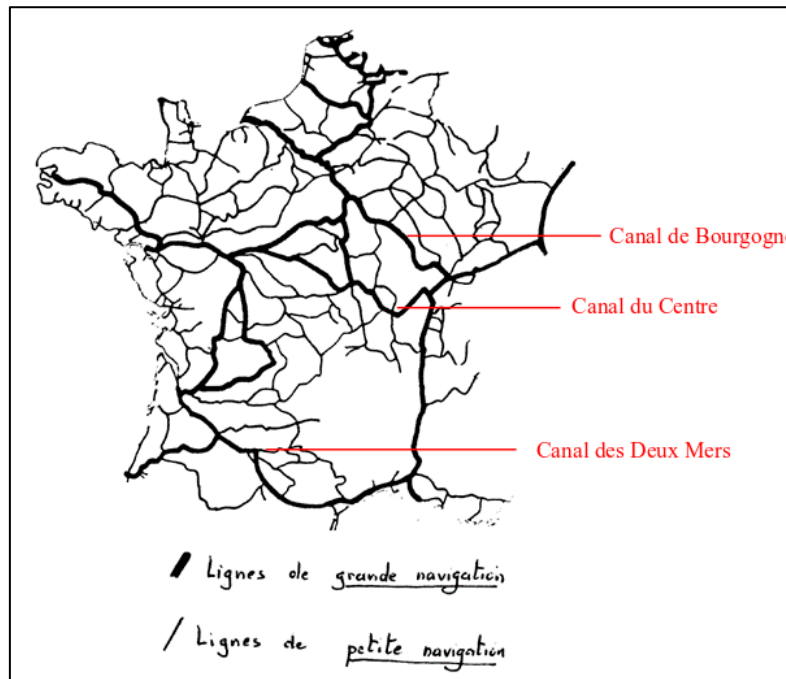 Canal de Bourgogne
Canal du Centre
Canal des Deux Mers
Lignes de grande navigation
Lignes de petite navigation